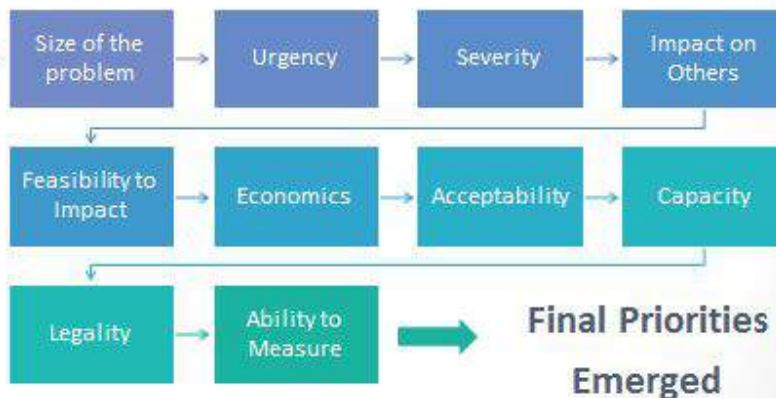 Size of the
problem
Urgency
Severity
Impact on
Others
Feasibility to
Impact
Economics
Acceptability
Capacity
Legality
Ability to
Measure
Final Priorities
Emerged